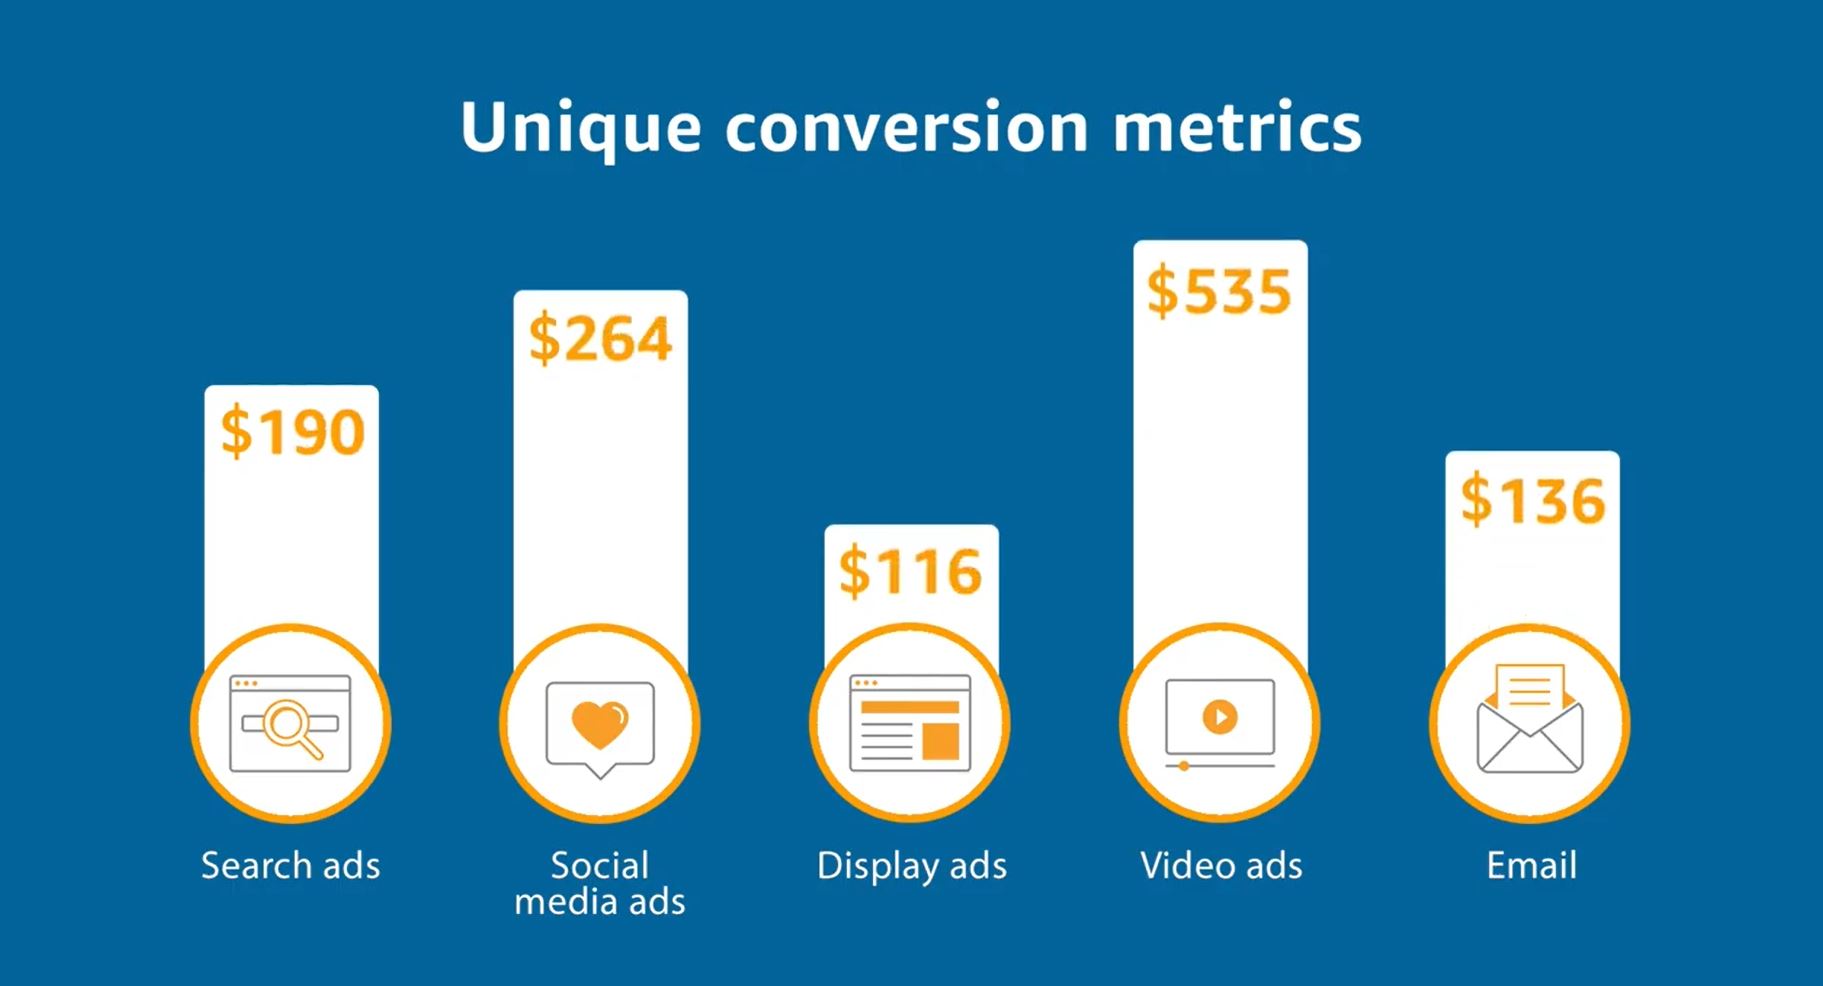 Unique conversion metrics
$190
$264
$116
$535
$136
Search ads
Social
media ads
Display ads
Video ads
Email